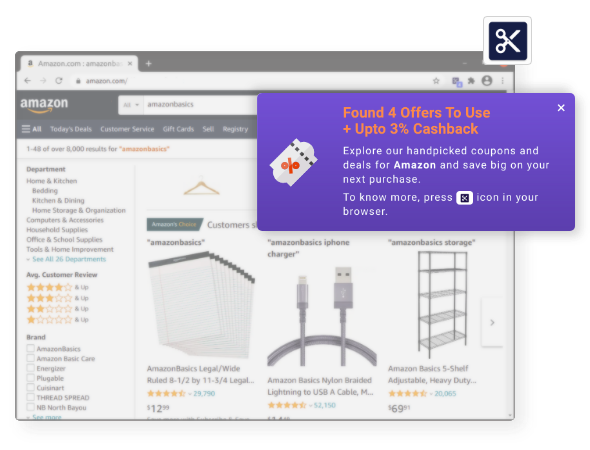 Amazon.com : amazonbasi
amazon.com/
amazon
All
amazonbasics
Found 4 Offers To Use
+ Upto 3% Cashback
Explore our handpicked coupons and
deals for Amazon and save big on your
next purchase.
To know more, press icon in your
browser.
All Today's Deals Customer Service Gift Cards Sell Registry
1-48 of over 8,000 results for "amazonbasics"
Department
Home & Kitchen
Bedding
Kitchen & Dining
Home Storage & Organization
Computers & Accessories
Household Supplies
Office & School Supplies
Tools & Home Improvement
See All 26 Departments
Avg. Customer Review
& Up
& Up
& Up
& Up
Brand
AmazonBasics
Amazon Basic Care
Energizer
Plugable
Cuisinart
THREAD SPREAD
NB North Bayou
See more
Amazon's Choice Customers s
"amazonbasics"
"amazonbasics iphone
charger"
"amazonbasics storage"
AmazonBasics Legal/Wide
Ruled 8-1/2 by 11-3/4 Legal...
29,790
$1299
Amazon Basics Nylon Braided
Lightning to USB A Cable, M...
52,150
Amazon Basics 5-Shelf
Adjustable, Heavy Duty...
20,065
$6991